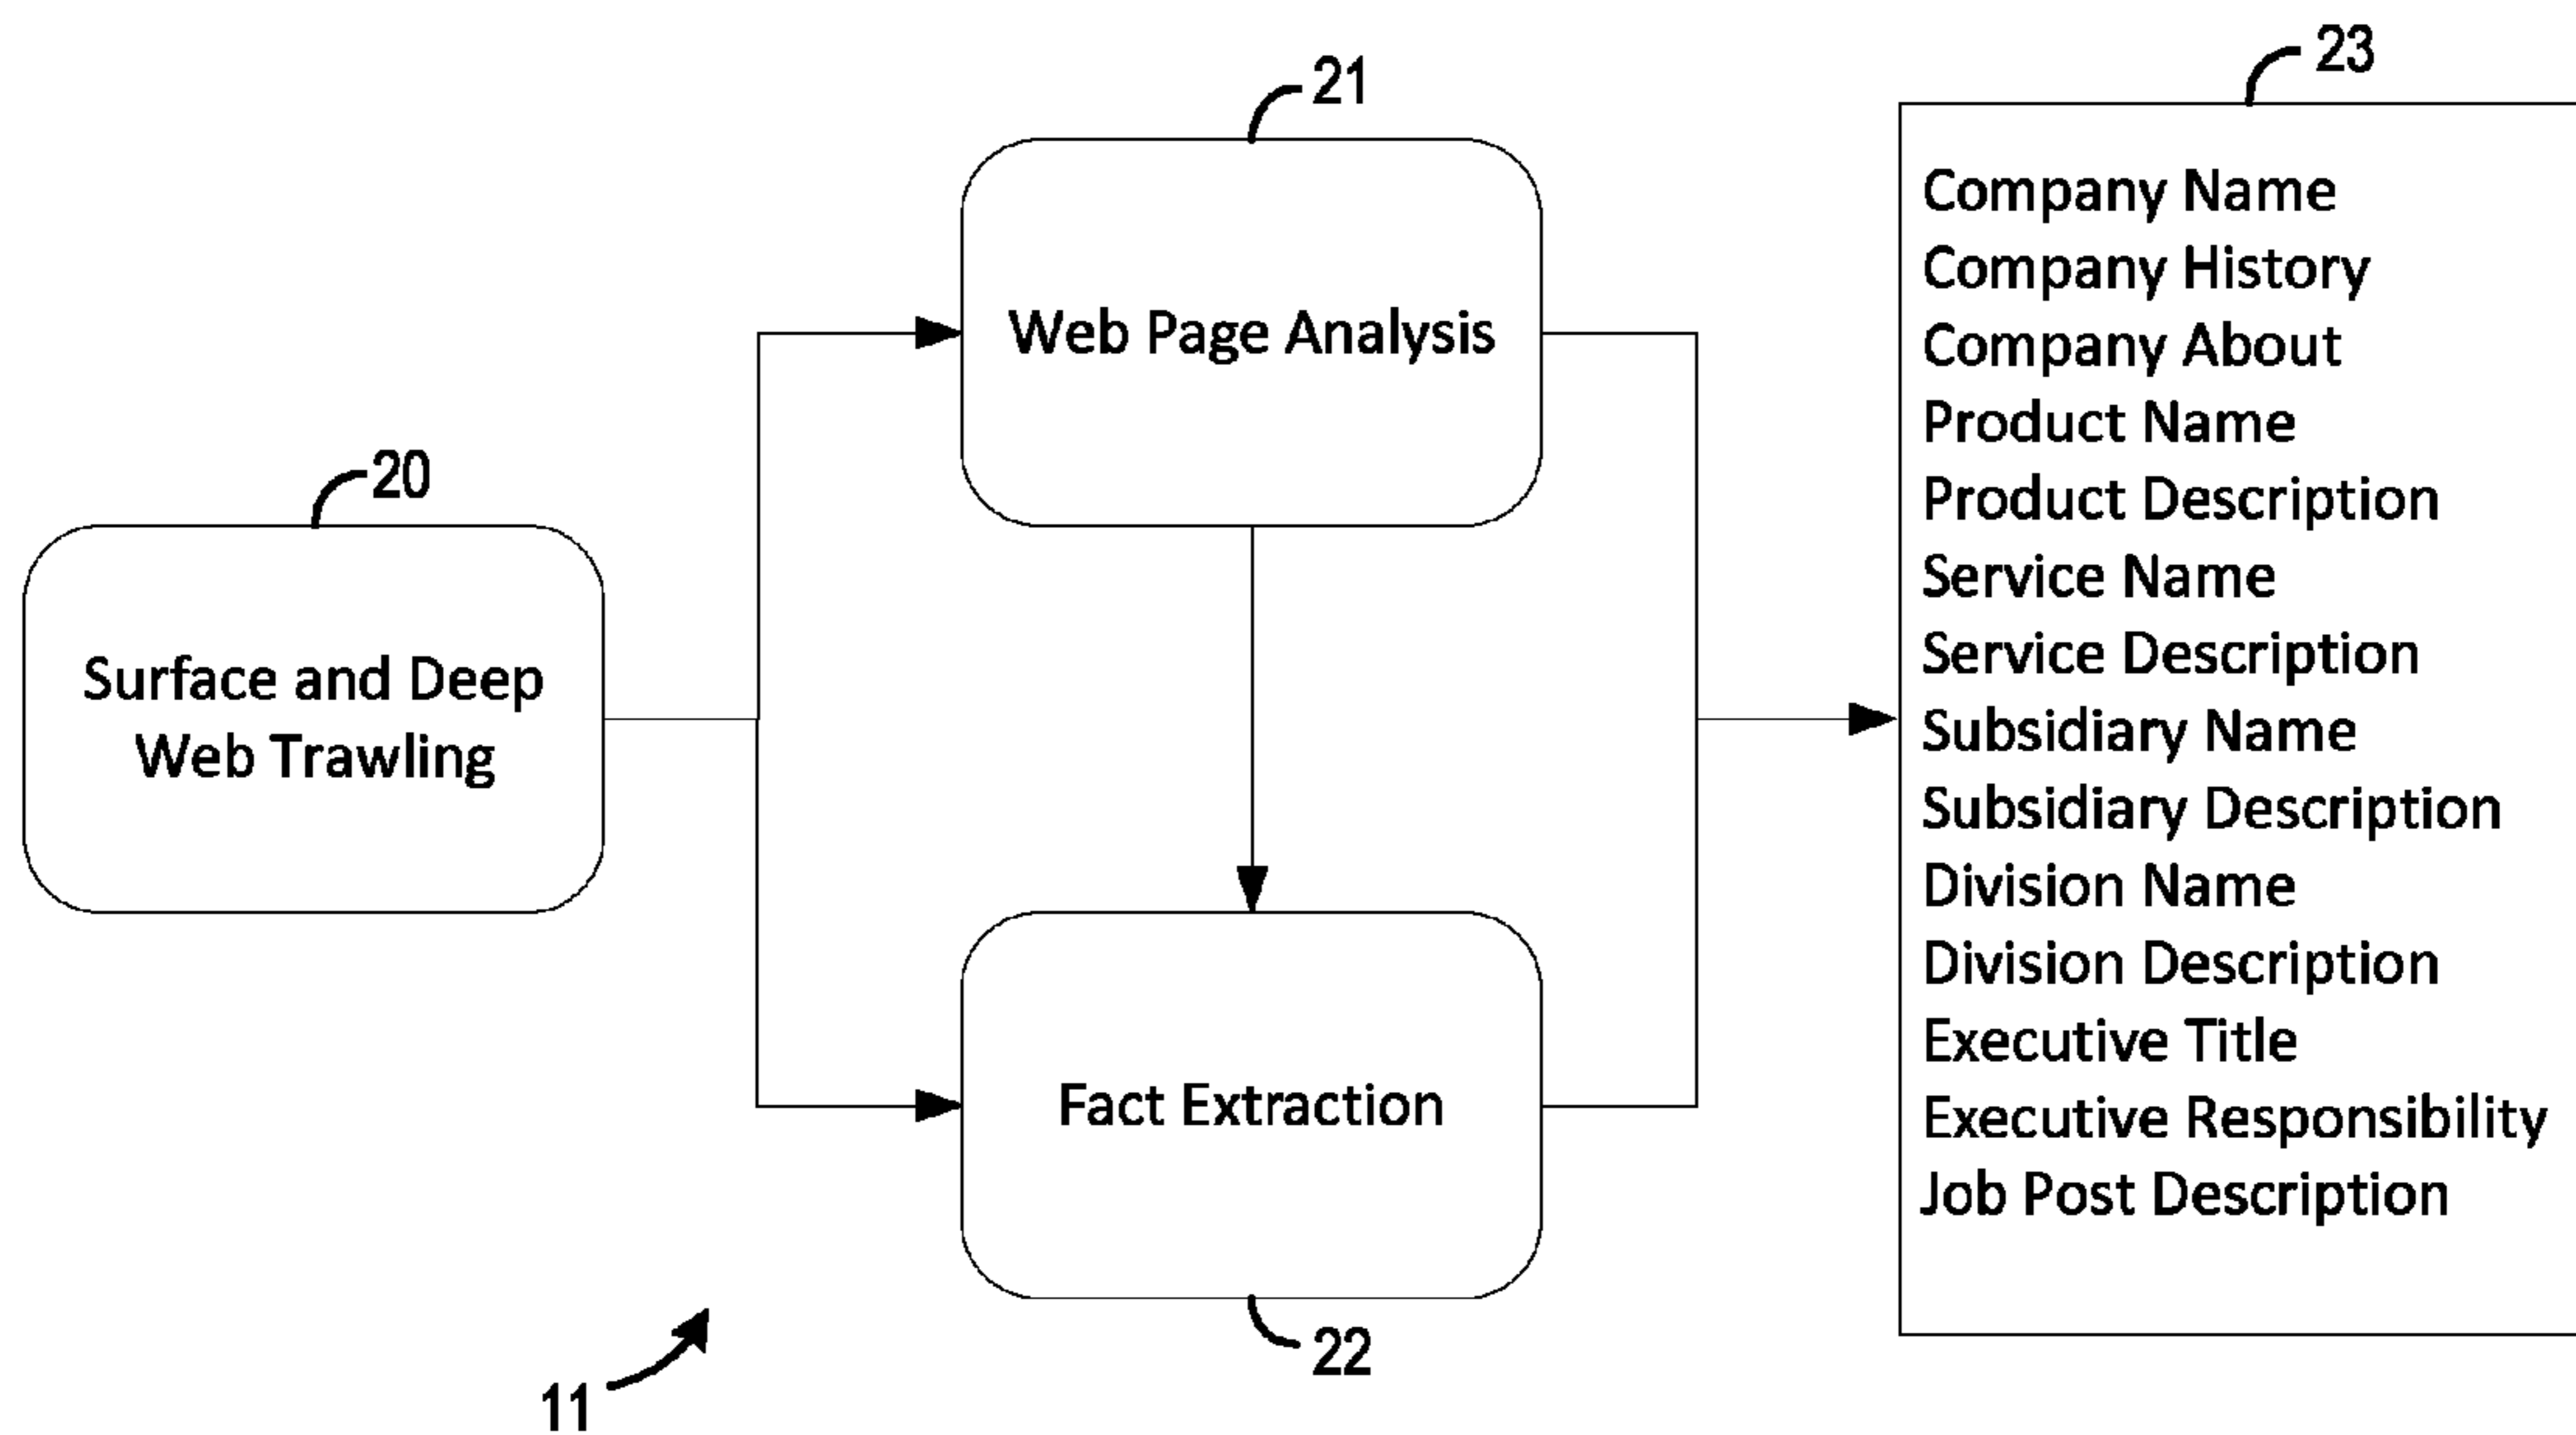 23
21
Company Name
Company History
Company About
Web Page Analysis
Product Name
20
Product Description
Service Name
Service Description
Surface and Deep
Web Trawling
Subsidiary Name
Subsidiary Description
Division Name
Division Description
Executive Title
Fact Extraction
Executive Responsibility
Job Post Description
22
11